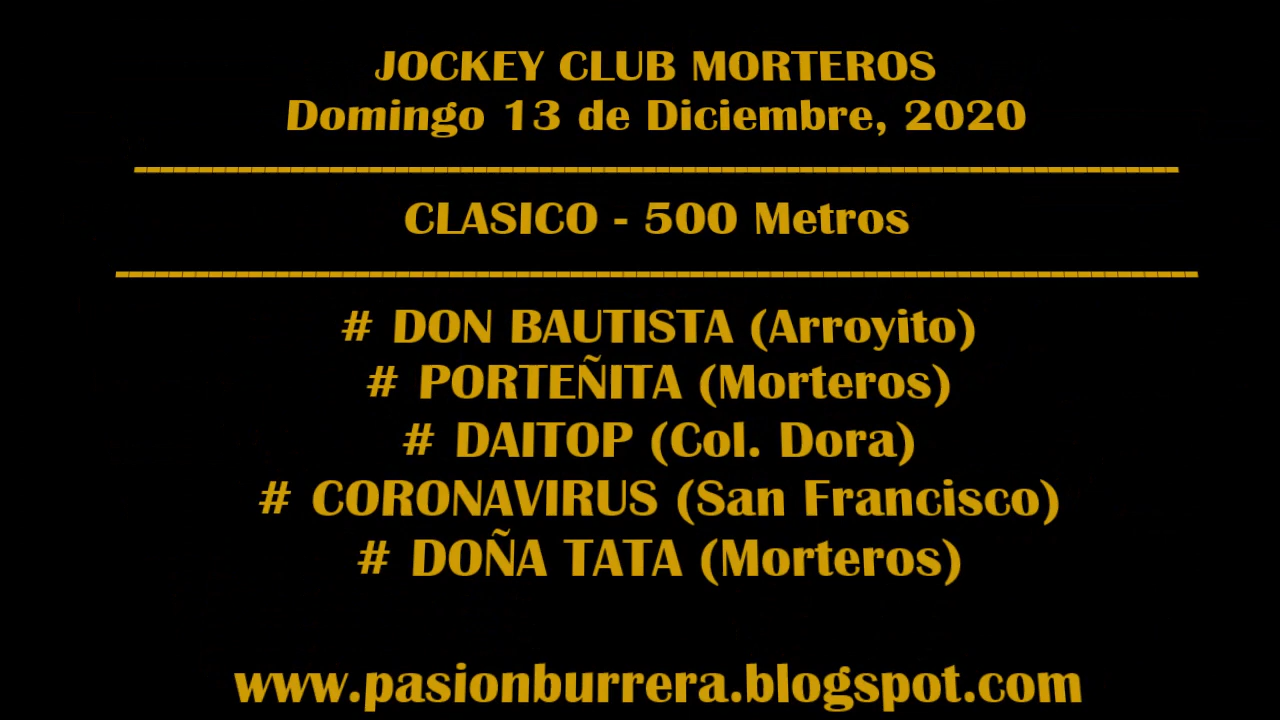 JOCKEY CLUB MORTEROS
Domingo 13 de Diciembre, 2020
CLASICO - 500 Metros
# DON BAUTISTA (Arroyito)
# PORTEÑITA (Morteros)
# DAITOP (Col. Dora)
# CORONAVIRUS (San Francisco)
# DOÑA TATA (Morteros)
www.pasionburrera.blogspot.com